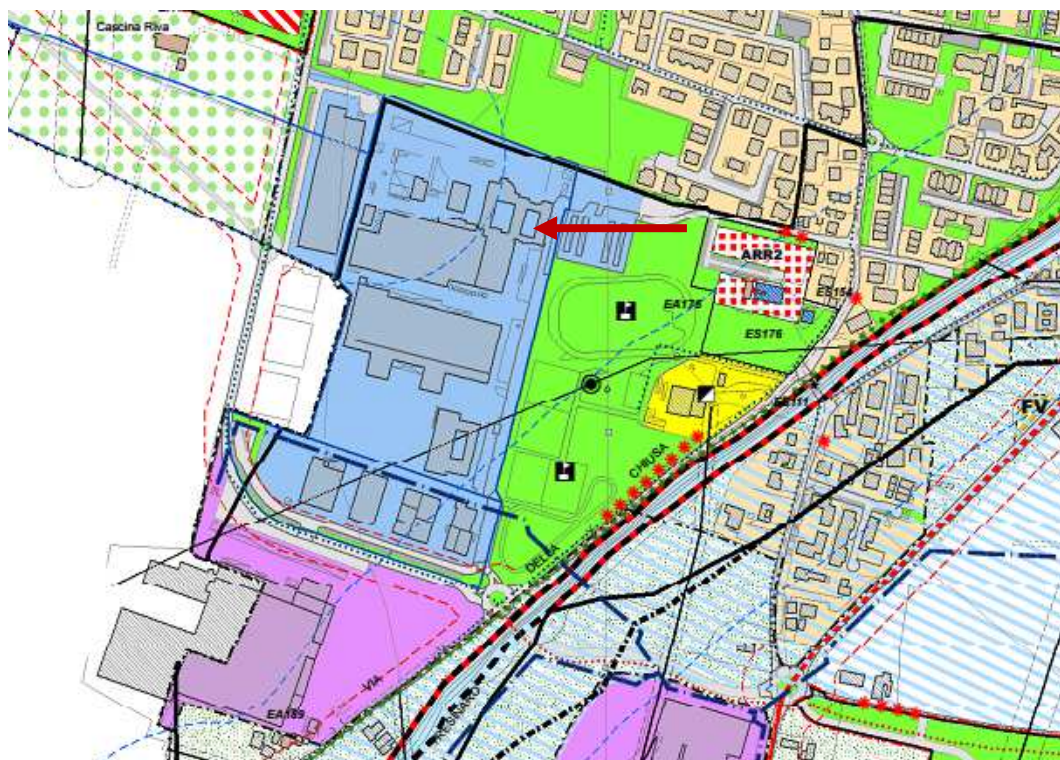 Cascina Riva
ARR2
EA175
ES154
ES176
FV
CHIUSA
DELLA
VIA
EA189